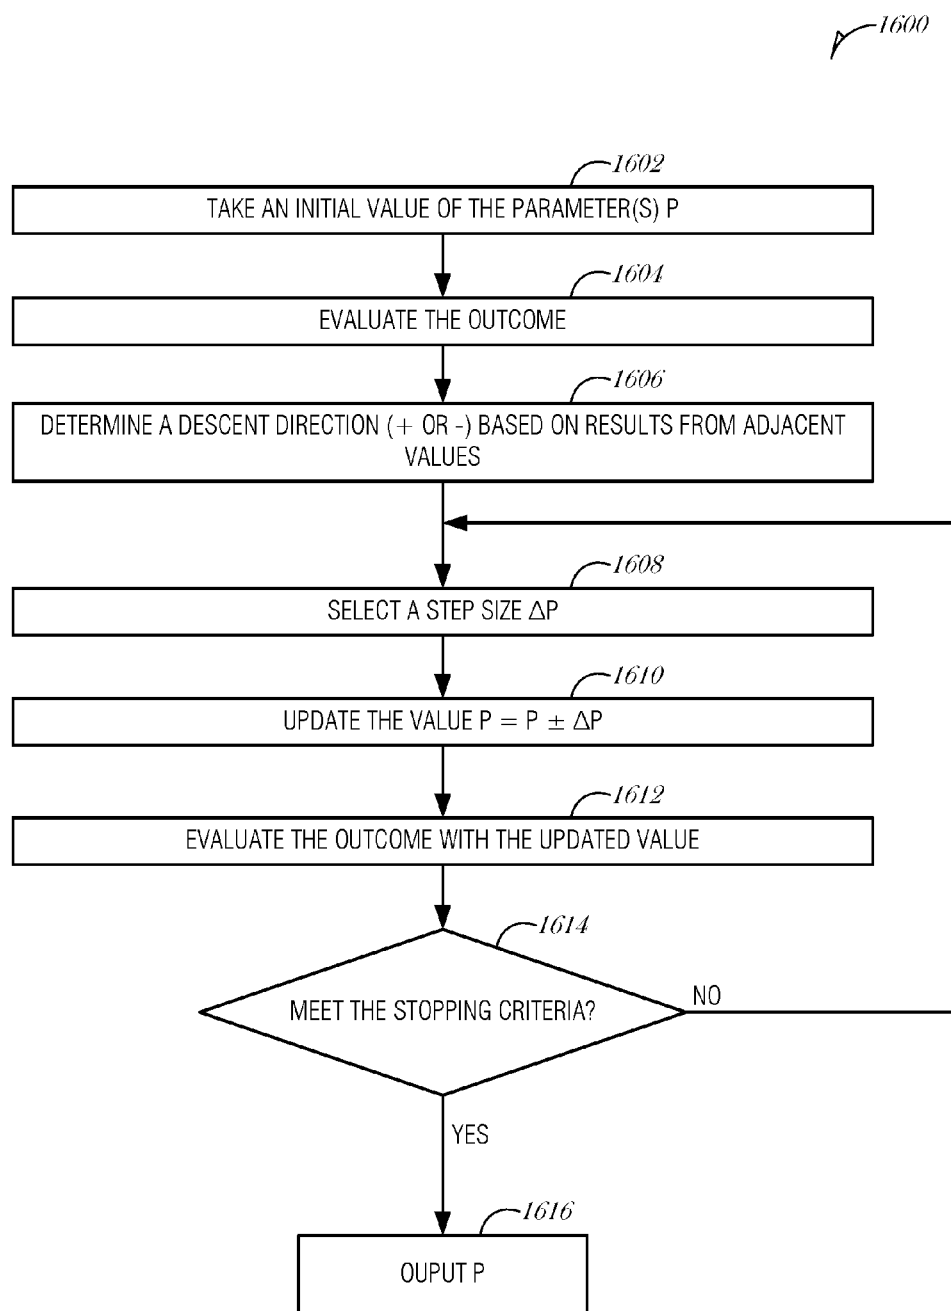 1600
1602
TAKE AN INITIAL VALUE OF THE PARAMETER(S) P
1604
EVALUATE THE OUTCOME
1606
DETERMINE A DESCENT DIRECTION (+ OR -) BASED ON RESULTS FROM ADJACENT
VALUES
1608
SELECT A STEP SIZE ΔP
1610
UPDATE THE VALUE P = P ± ΔP
1612
EVALUATE THE OUTCOME WITH THE UPDATED VALUE
1614
MEET THE STOPPING CRITERIA?
NO
YES
1616
OUPUT P